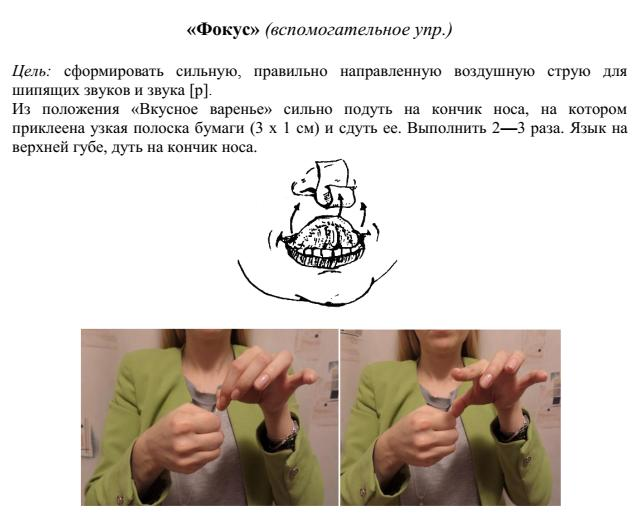 «Фокус» (вспомогательное упр.)
Цель: сформировать сильную, правильно направленную воздушную струю для
шипящих звуков и звука [р].
Из положения «Вкусное варенье» сильно подуть на кончик носа, на котором
приклеена узкая полоска бумаги (3 х 1 см) и сдуть ее. Выполнить 2—3 раза. Язык на
верхней губе, дуть на кончик носа.